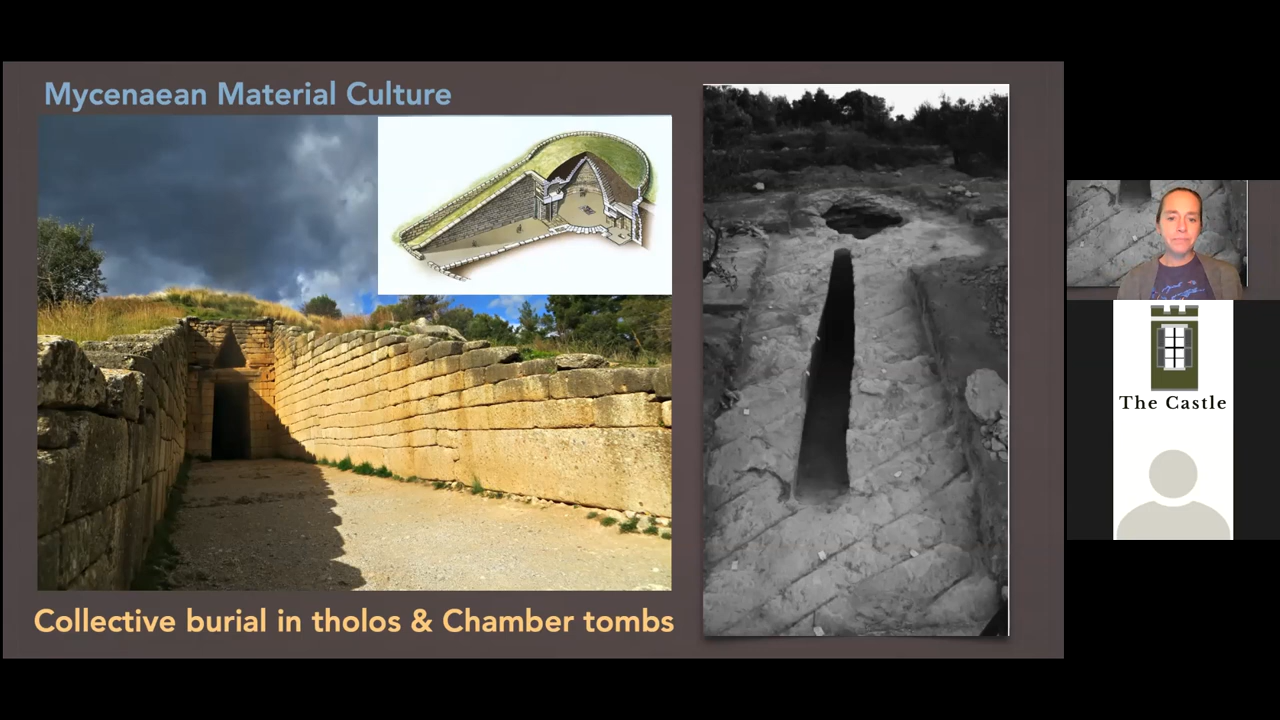 Mycenaean Material Culture
Collective burial in tholos & Chamber tombs
The Castle